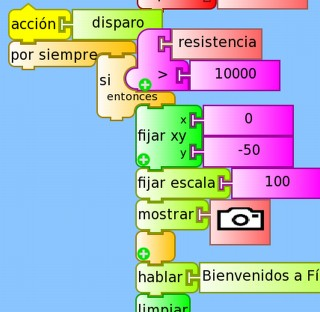 acción disparo
por siempre
resistencia
si > 10000
entonces
x 0
fijar xy
y -50
fijar escala 100
mostrar
hablar Bienvenidos a Fí
limpiar